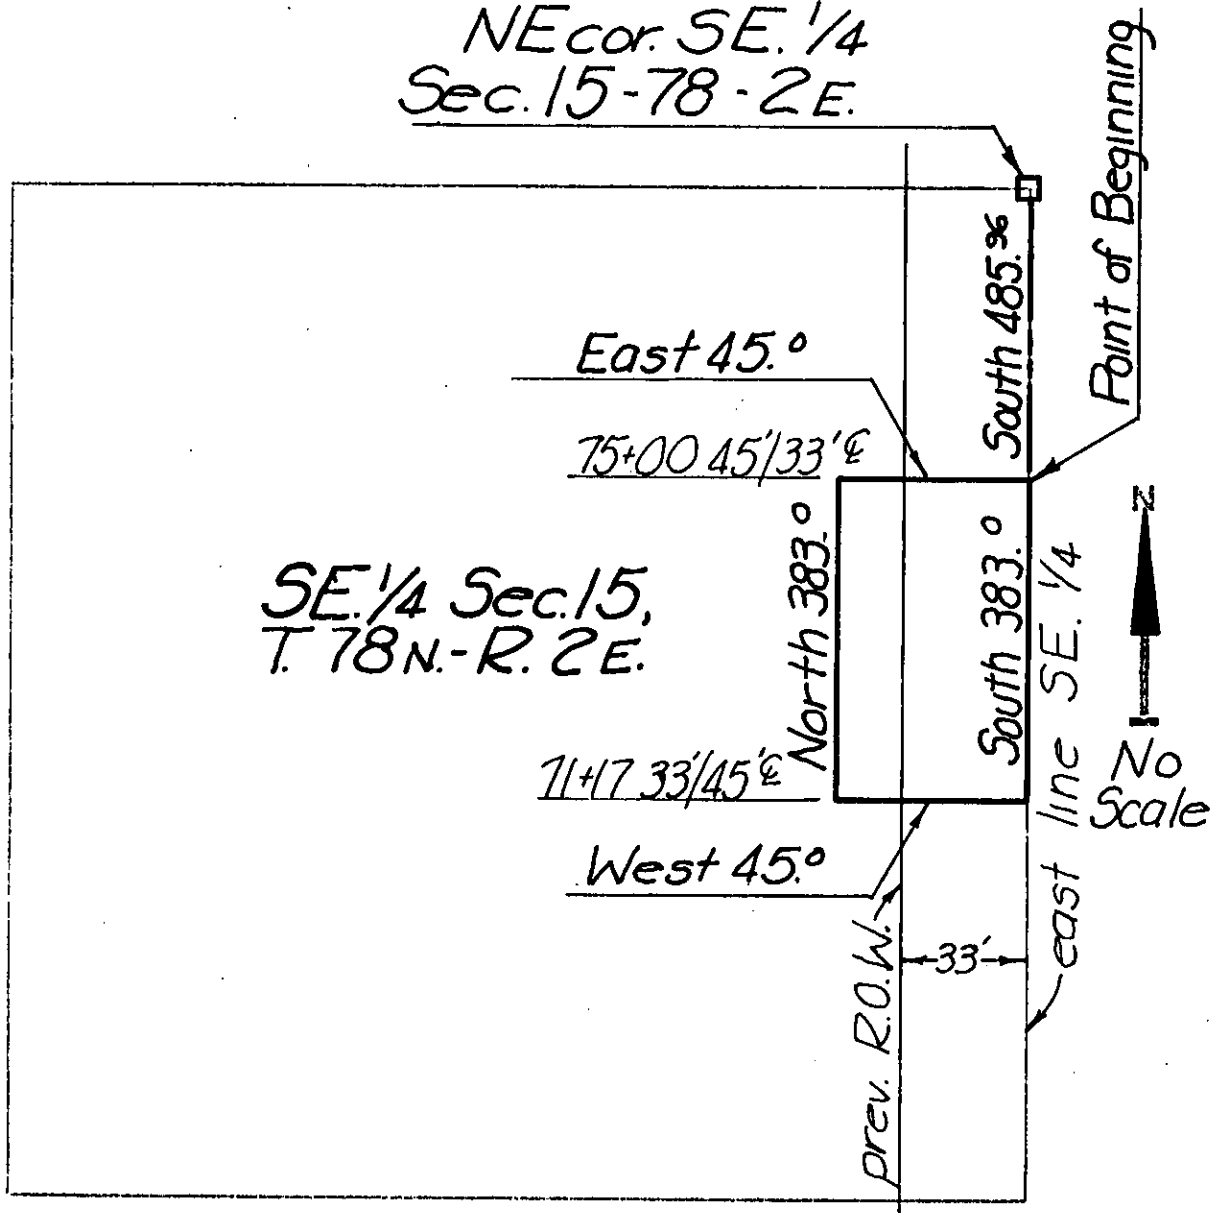 NE cor. SE. 1/4
Sec. 15-78-2E.
Point of Beginning
South 485.96
East 45.0
75+00 45'/33' ℄
North 383.0
South 383.0
SE. 1/4 Sec. 15,
T. 78 N.-R. 2 E.
east line SE. 1/4
N
No
Scale
71+17 33'/45' ℄
West 45.0
prev. R.O.W.
33'